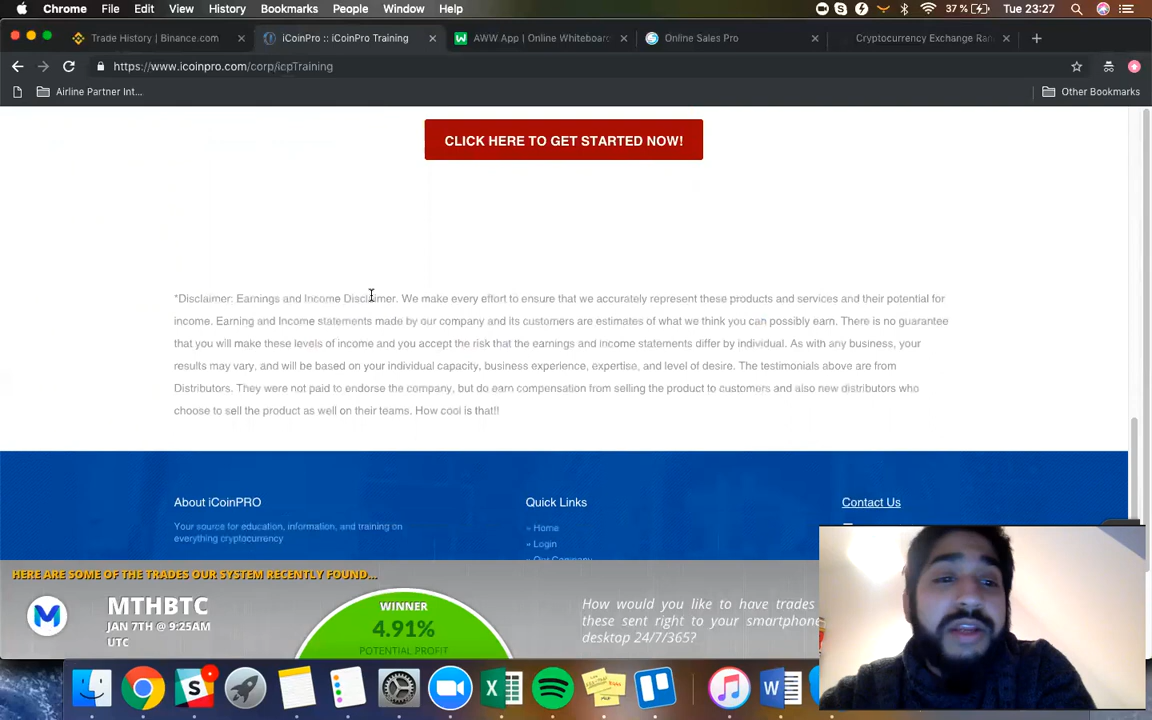 Chrome File Edit View History Bookmarks People Window Help 37 % Tue 23:27
Trade History | Binance.com
iCoinPro :: iCoinPro Training
AWW App | Online Whiteboard
Online Sales Pro
Cryptocurrency Exchange Ran
https://www.icoinpro.com/corp/icpTraining
Airline Partner Int...
Other Bookmarks
CLICK HERE TO GET STARTED NOW!
*Disclaimer: Earnings and Income Disclaimer. We make every effort to ensure that we accurately represent these products and services and their potential for
income. Earning and Income statements made by our company and its customers are estimates of what we think you can possibly earn. There is no guarantee
that you will make these levels of income and you accept the risk that the earnings and income statements differ by individual. As with any business, your
results may vary, and will be based on your individual capacity, business experience, expertise, and level of desire. The testimonials above are from
Distributors. They were not paid to endorse the company, but do earn compensation from selling the product to customers and also new distributors who
choose to sell the product as well on their teams. How cool is that!!
About iCoinPRO
Your source for education, information, and training on
everything cryptocurrency
Quick Links
» Home
» Login
» Our Company
Contact Us
HERE ARE SOME OF THE TRADES OUR SYSTEM RECENTLY FOUND...
MTHBTC
JAN 7TH @ 9:25AM
UTC
WINNER
4.91%
POTENTIAL PROFIT
How would you like to have trades
these sent right to your smartphone
desktop 24/7/365?